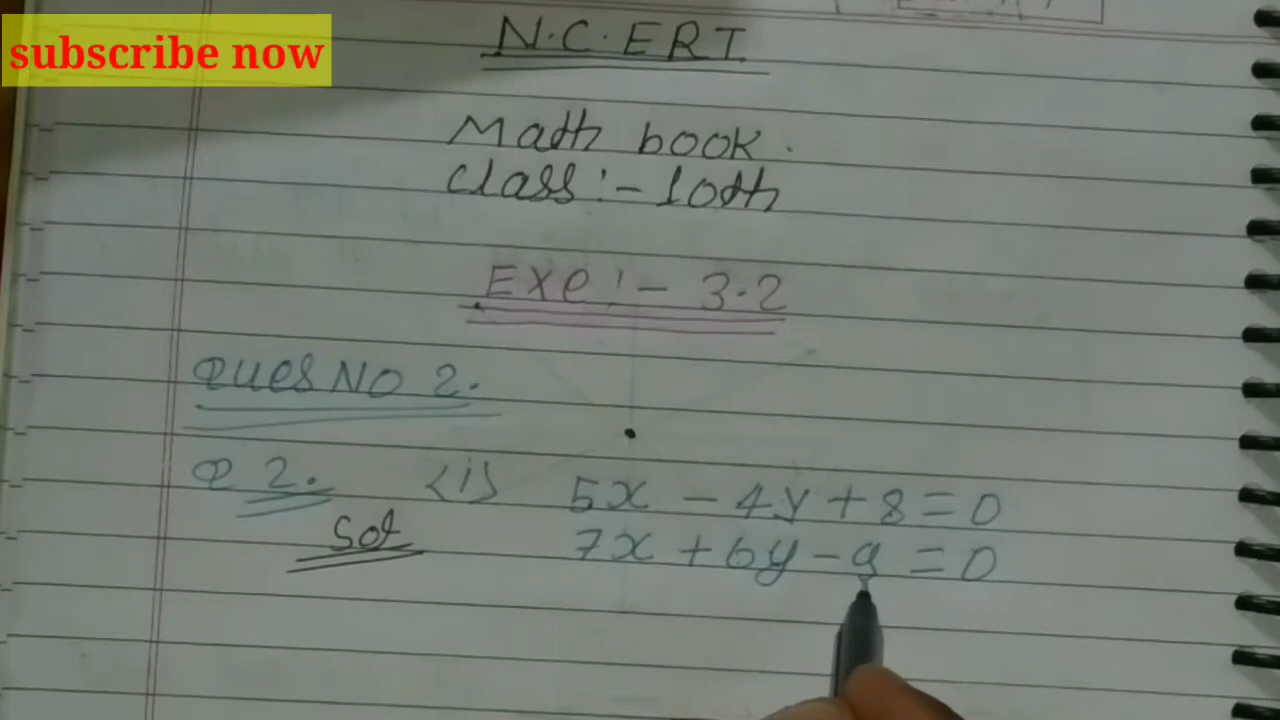 subscribe now
N.C.ERT
Math book.
Class:- 10th
EXe:- 3.2
Ques NO 2.
Q 2. (i) 5x - 4y + 8 = 0
Sol 7x + 6y - 9 = 0